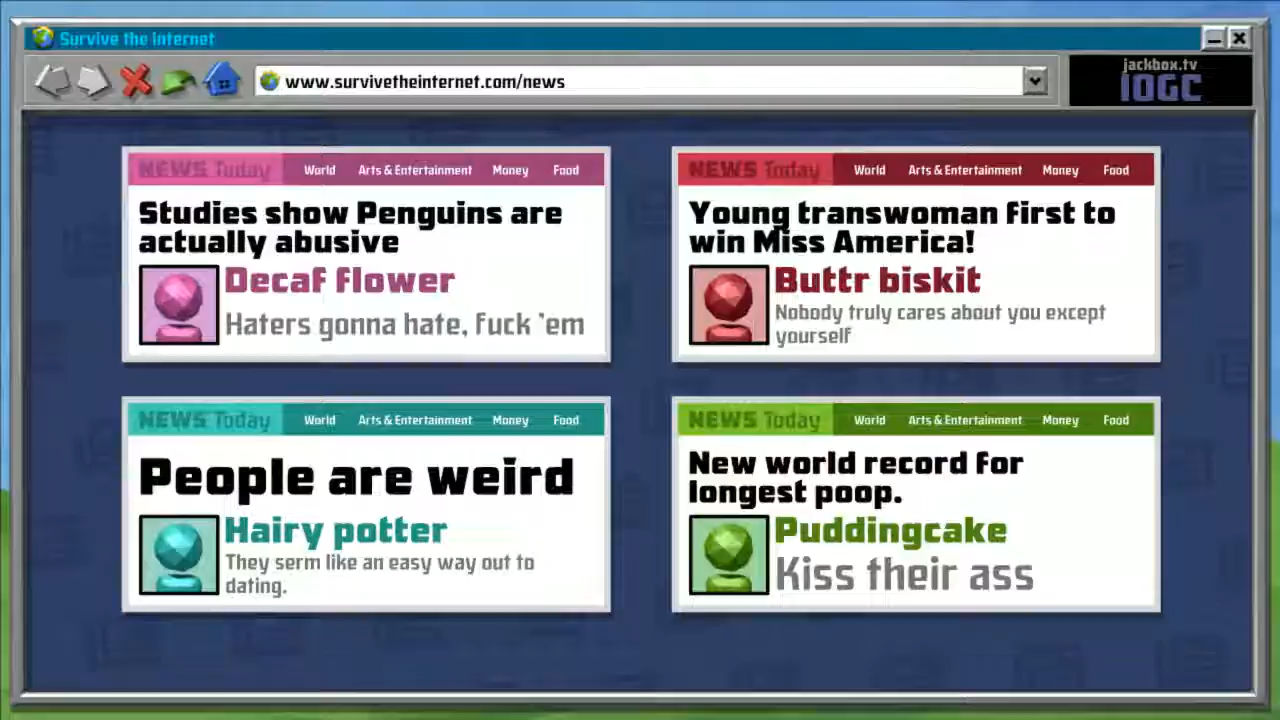 Survive the Internet
www.survivetheinternet.com/news
jackbox.tv
IOGC
NEWS Today World Arts & Entertainment Money Food
Studies show Penguins are
actually abusive
Decaf flower
Haters gonna hate, fuck 'em
NEWS Today World Arts & Entertainment Money Food
Young transwoman first to
win Miss America!
Buttr biskit
Nobody truly cares about you except
yourself
NEWS Today World Arts & Entertainment Money Food
People are weird
Hairy potter
They serm like an easy way out to
dating.
NEWS Today World Arts & Entertainment Money Food
New world record for
longest poop.
Puddingcake
Kiss their ass